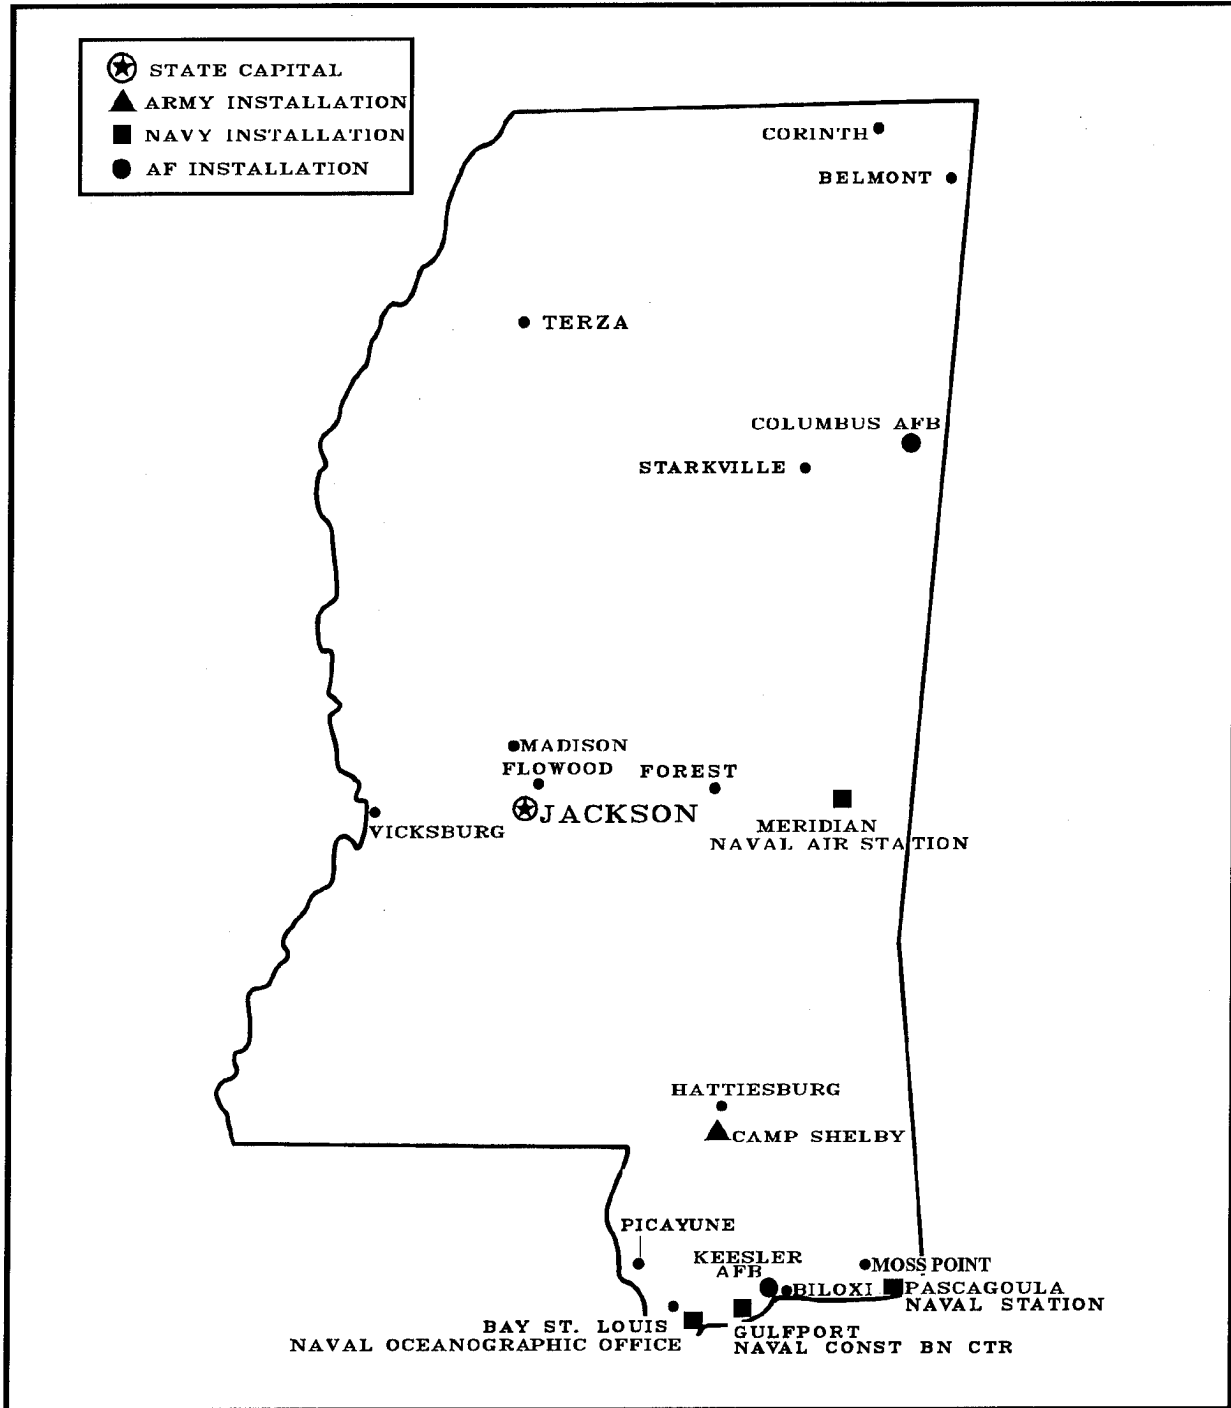 STATE CAPITAL
ARMY INSTALLATION
NAVY INSTALLATION
AF INSTALLATION
CORINTH
BELMONT
TERZA
COLUMBUS AFB
STARKVILLE
MADISON
FLOWOOD
FOREST
JACKSON
VICKSBURG
MERIDIAN
NAVAL AIR STATION
HATTIESBURG
CAMP SHELBY
PICAYUNE
KEESLER
AFB
MOSS POINT
BILOXI
PASCAGOULA
NAVAL STATION
BAY ST. LOUIS
NAVAL OCEANOGRAPHIC OFFICE
GULFPORT
NAVAL CONST BN CTR